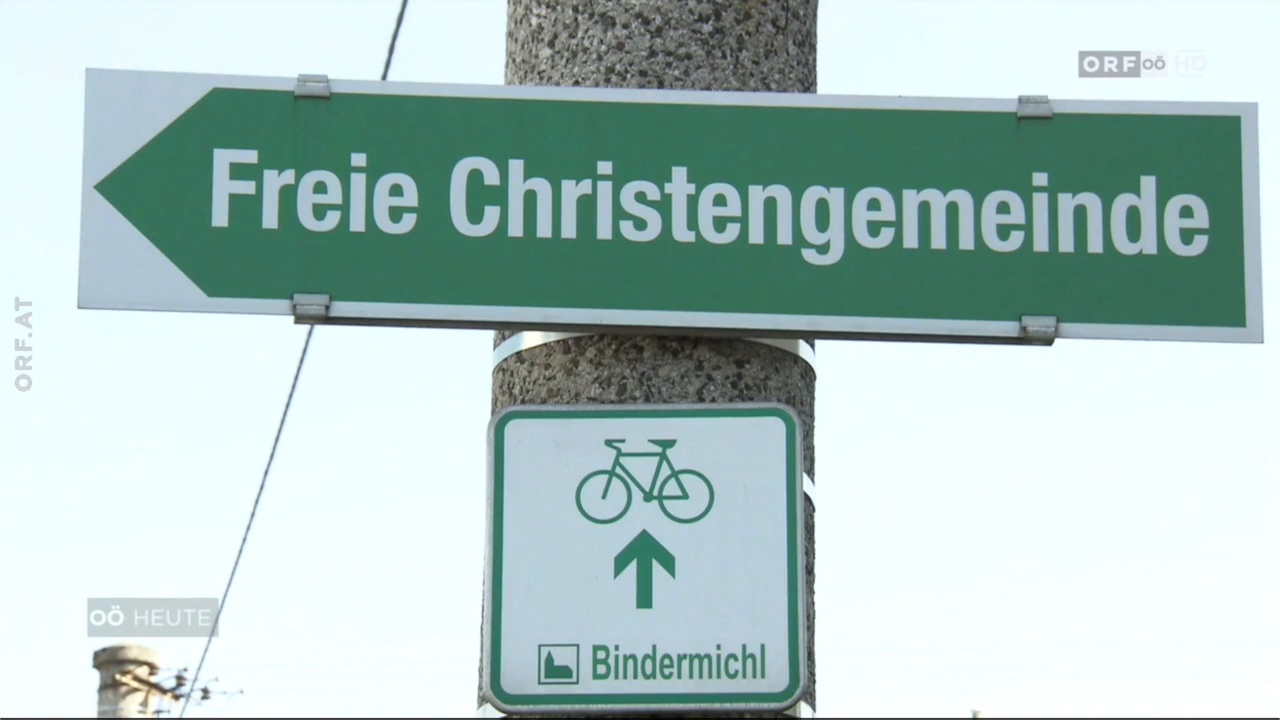 ORF OÖ HD
Freie Christengemeinde
ORF.AT
OÖ HEUTE
Bindermichl